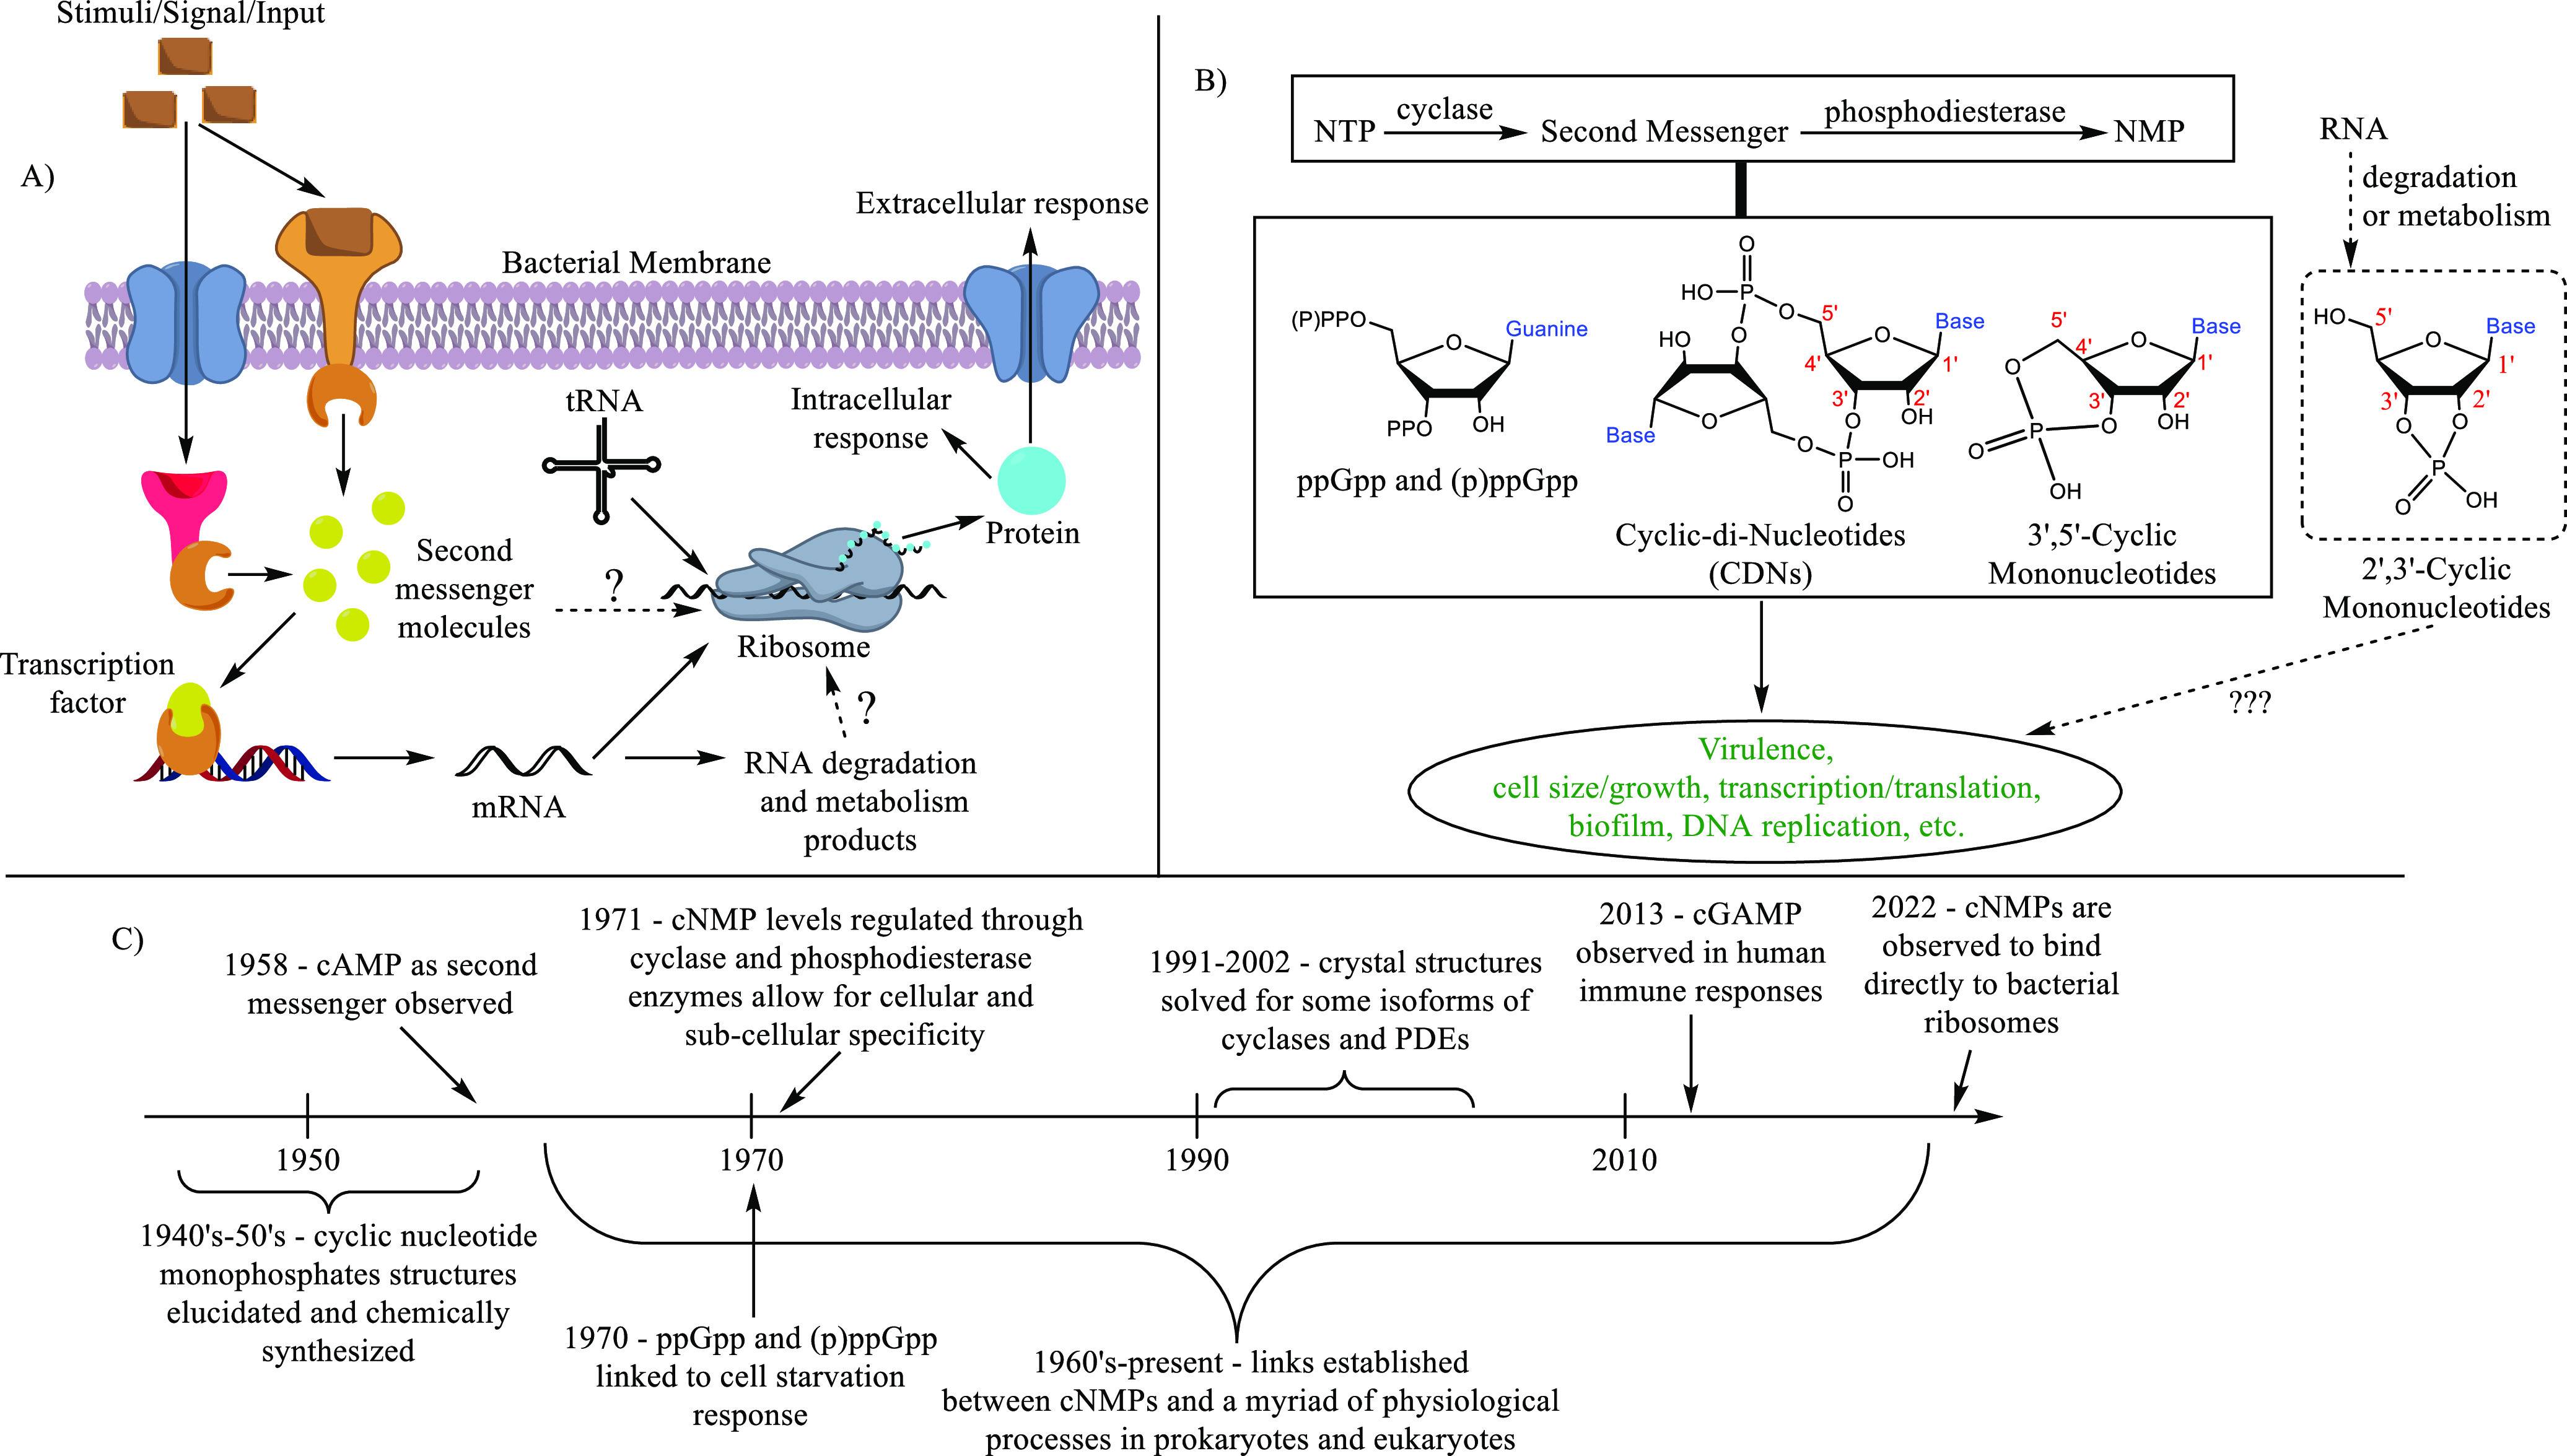 Stimuli/Signal/Input
A)
Extracellular response
Bacterial Membrane
tRNA
Intracellular
response
Protein
Second
messenger
molecules
?
Ribosome
Transcription
factor
?
mRNA
RNA degradation
and metabolism
products
B)
NTP cyclase Second Messenger phosphodiesterase NMP
RNA
degradation
or metabolism
(P)PPO
O
Guanine
PPO
OH
ppGpp and (p)ppGpp
O
HO
P
O
5'
O
Base
HO
O
4'
1'
3'
2'
O
OH
Base
O
O
P
OH
O
Cyclic-di-Nucleotides
(CDNs)
5'
4'
O
Base
O
1'
3'
2'
P
O
OH
O
OH
3',5'-Cyclic
Mononucleotides
HO
5'
O
Base
1'
3'
2'
O
O
P
O
OH
2',3'-Cyclic
Mononucleotides
???
Virulence,
cell size/growth, transcription/translation,
biofilm, DNA replication, etc.
C)
1958 - cAMP as second
messenger observed
1971 - cNMP levels regulated through
cyclase and phosphodiesterase
enzymes allow for cellular and
sub-cellular specificity
1991-2002 - crystal structures
solved for some isoforms of
cyclases and PDEs
2013 - cGAMP
observed in human
immune responses
2022 - cNMPs are
observed to bind
directly to bacterial
ribosomes
1950
1970
1990
2010
1940's-50's - cyclic nucleotide
monophosphates structures
elucidated and chemically
synthesized
1970 - ppGpp and (p)ppGpp
linked to cell starvation
response
1960's-present - links established
between cNMPs and a myriad of physiological
processes in prokaryotes and eukaryotes